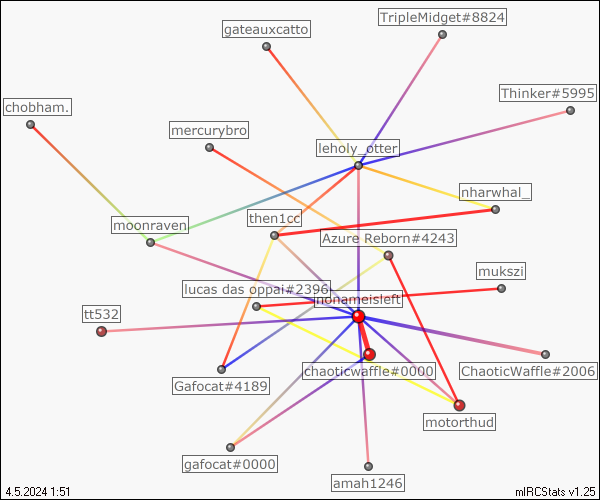 TripleMidget#8824
gateauxcatto
Thinker#5995
chobham.
mercurybro
leholy_otter
nharwhal_
then1cc
moonraven
Azure Reborn#4243
mukszi
lucas das oppai#2396
nohameisleft
tt532
chaoticwaffle#0000
ChaoticWaffle#2006
Gafocat#4189
motorthud
gafocat#0000
amah1246
4.5.2024 1:51
mIRCStats v1.25